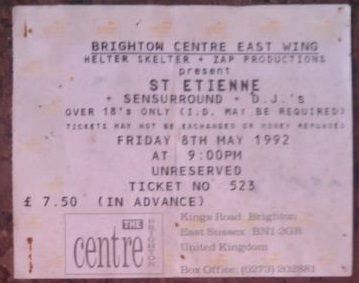 BRIGHTON CENTRE EAST WING
HELTER SKELTER + ZAP PRODUCTIONS
present
ST ETIENNE
+ SENSURROUND + D.J.'s
OVER 18's ONLY (I.D. MAY BE REQUIRED)
TICKETS MAY NOT BE EXCHANGED OR MONEY REFUNDED
FRIDAY 8TH MAY 1992
AT 9:00PM
UNRESERVED
TICKET NO 523
£ 7.50 (IN ADVANCE)
THE
centre
BRIGHTON
Kings Road Brighton
East Sussex BN1 2GR
United Kingdom
Box Office: (0273) 202881